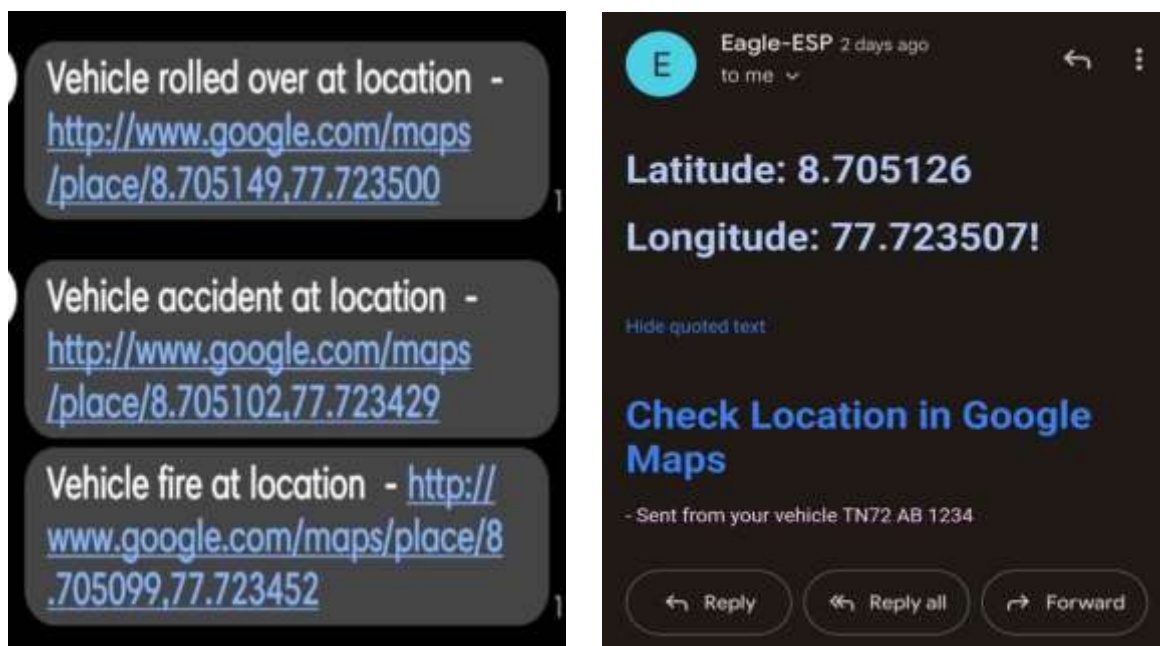 Vehicle rolled over at location -
http://www.google.com/maps
/place/8.705149,77.723500
1
Vehicle accident at location -
http://www.google.com/maps
/place/8.705102,77.723429
Vehicle fire at location - http://
www.google.com/maps/place/8
.705099,77.723452
1
E
Eagle-ESP 2 days ago
to me
Latitude: 8.705126
Longitude: 77.723507!
Hide quoted text
Check Location in Google
Maps
- Sent from your vehicle TN72 AB 1234
Reply
Reply all
Forward